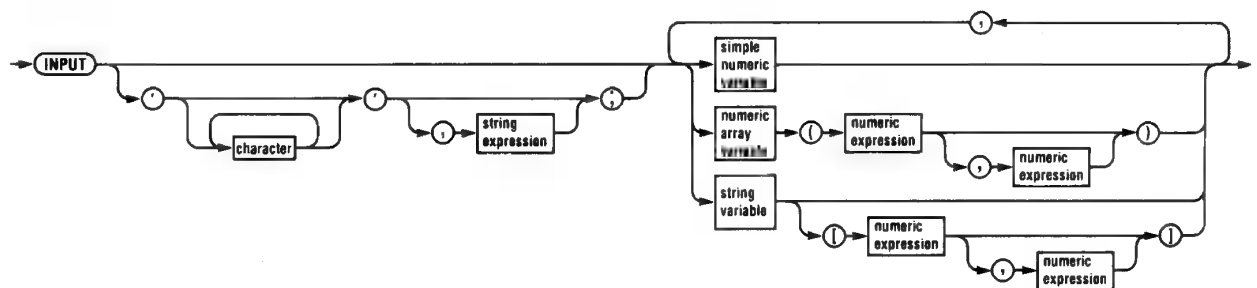 ,
INPUT
simple
numeric
'
character
'
,
string
expression
;
numeric
array
(
numeric
expression
,
numeric
expression
)
string
variable
[
numeric
expression
,
numeric
expression
]